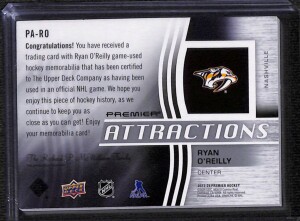 PA-RO
Congratulations! You have received a
trading card with Ryan O'Reilly game-used
hockey memorabilia that has been certified
to The Upper Deck Company as having been
used in an official NHL game. We hope you
enjoy this piece of hockey history, as we
continue to keep you as
close as you can get! Enjoy
your memorabilia card!
NASHVILLE
PREMIER
ATTRACTIONS
RYAN
O'REILLY
CENTER
UPPER DECK
NHL